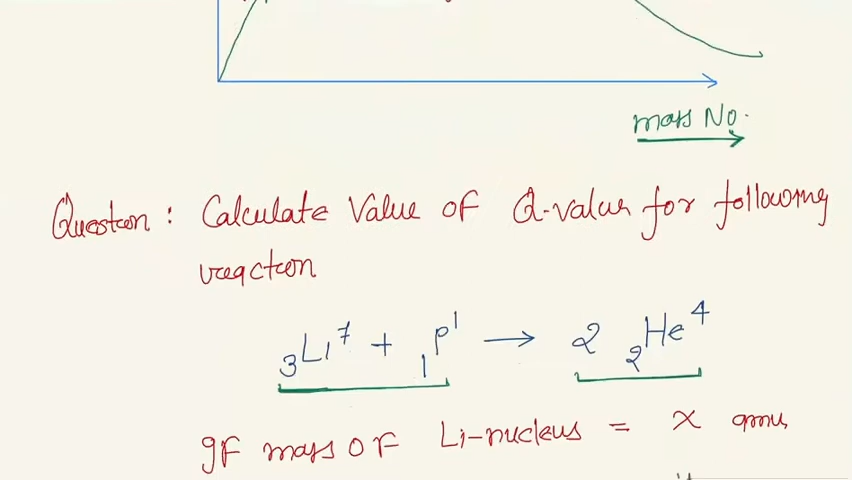 mass No.
Question : Calculate Value of Q-value for following
reaction
₃Li⁷ + ₁p¹ → 2 ₂He⁴
If mass of Li-nucleus = x amu,